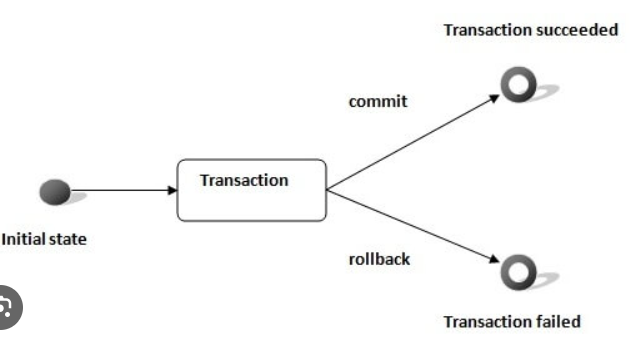 Transaction succeeded
commit
Transaction
Initial state
rollback
Transaction failed